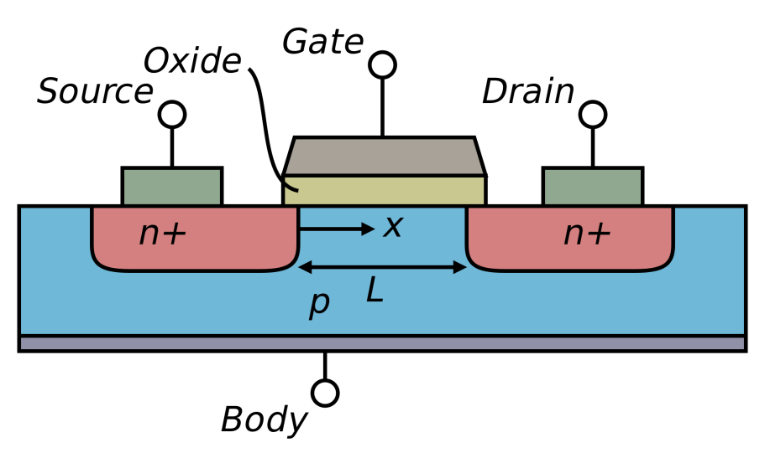 Gate
Oxide
Source
Drain
n+
x
n+
L
p
Body